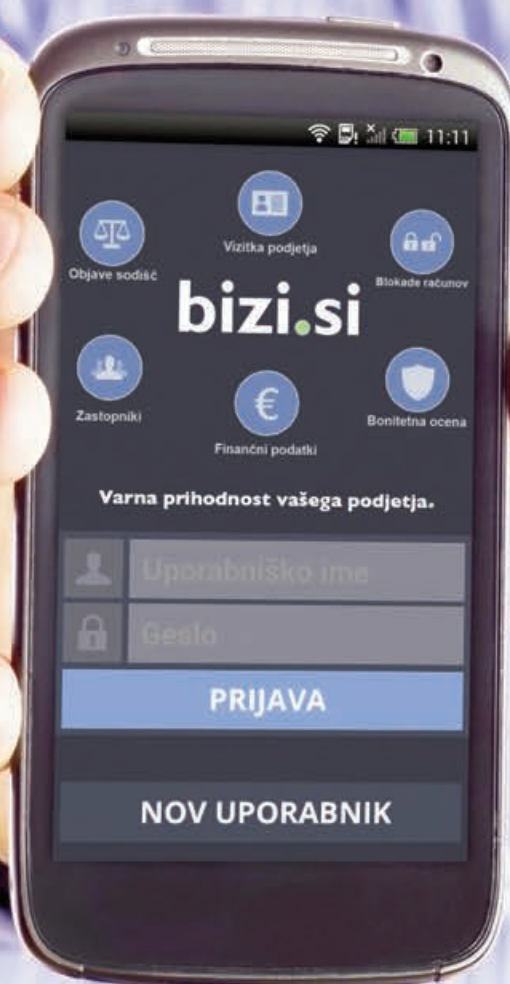 11:11
Vizitka podjetja
Objave sodišč
Blokade računov
bizi.si
Zastopniki
Finančni podatki
Bonitetna ocena
Varna prihodnost vašega podjetja.
Uporabniško ime
Geslo
PRIJAVA
NOV UPORABNIK